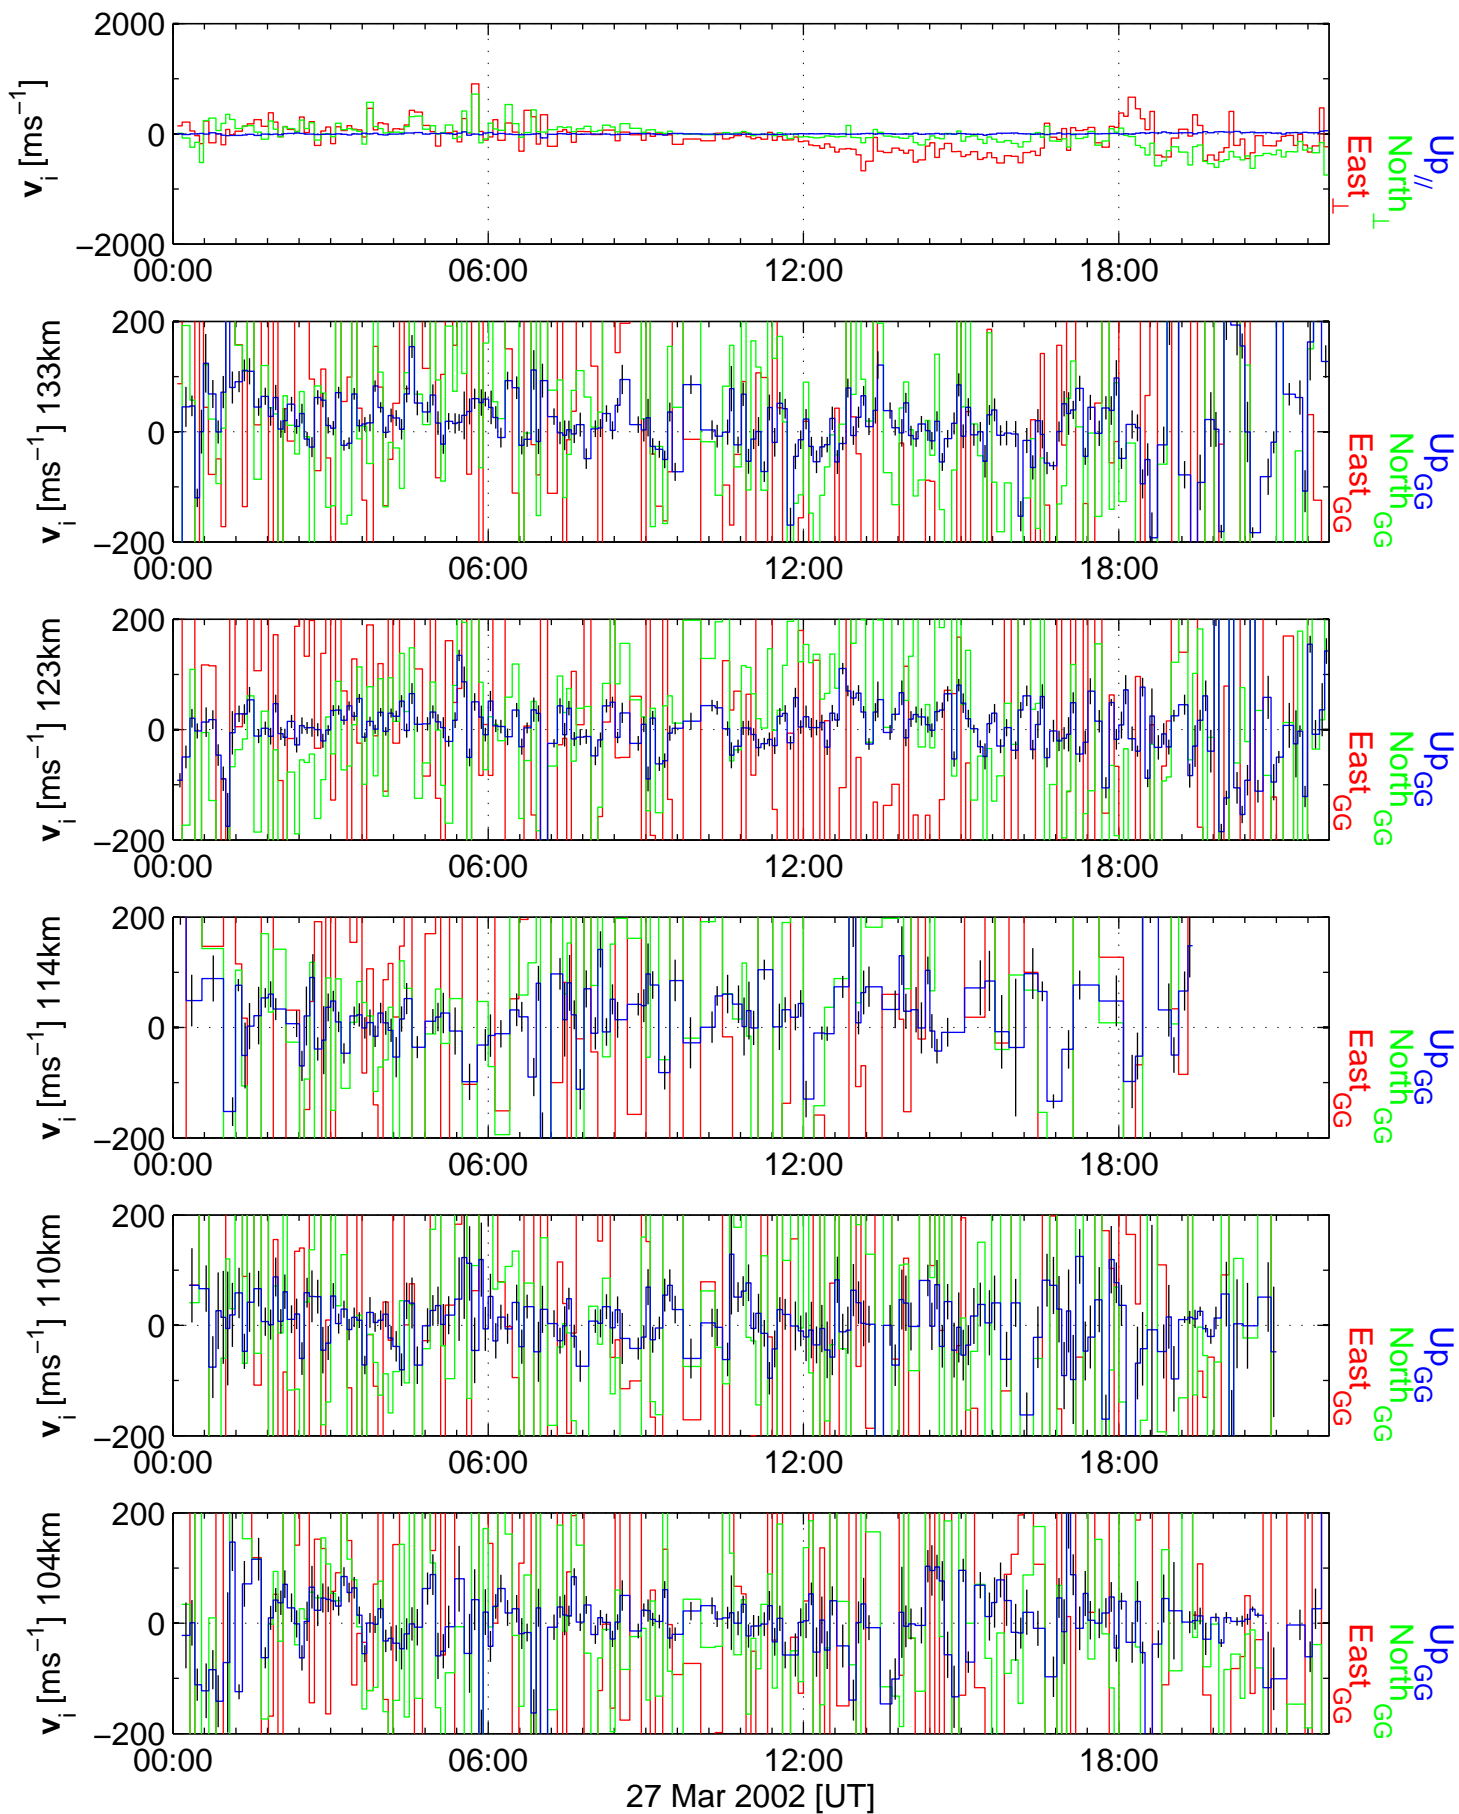 2000
0
−2000
v_i [ms⁻¹]
00:00 06:00 12:00 18:00
East_⊥
North_⊥
Up_//
200
0
−200
v_i [ms⁻¹] 133km
00:00 06:00 12:00 18:00
East_GG
North_GG
Up_GG
200
0
−200
v_i [ms⁻¹] 123km
00:00 06:00 12:00 18:00
East_GG
North_GG
Up_GG
200
0
−200
v_i [ms⁻¹] 114km
00:00 06:00 12:00 18:00
East_GG
North_GG
Up_GG
200
0
−200
v_i [ms⁻¹] 110km
00:00 06:00 12:00 18:00
East_GG
North_GG
Up_GG
200
0
−200
v_i [ms⁻¹] 104km
00:00 06:00 12:00 18:00
East_GG
North_GG
Up_GG
27 Mar 2002 [UT]